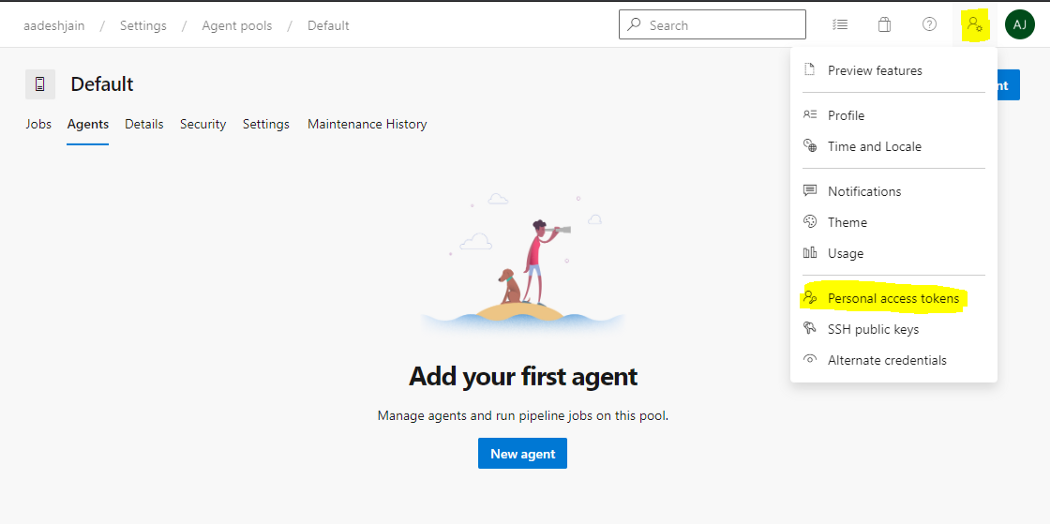 aadeshjain / Settings / Agent pools / Default
Search
AJ
Default
nt
Jobs Agents Details Security Settings Maintenance History
Preview features
Profile
Time and Locale
Notifications
Theme
Usage
Personal access tokens
SSH public keys
Alternate credentials
Add your first agent
Manage agents and run pipeline jobs on this pool.
New agent